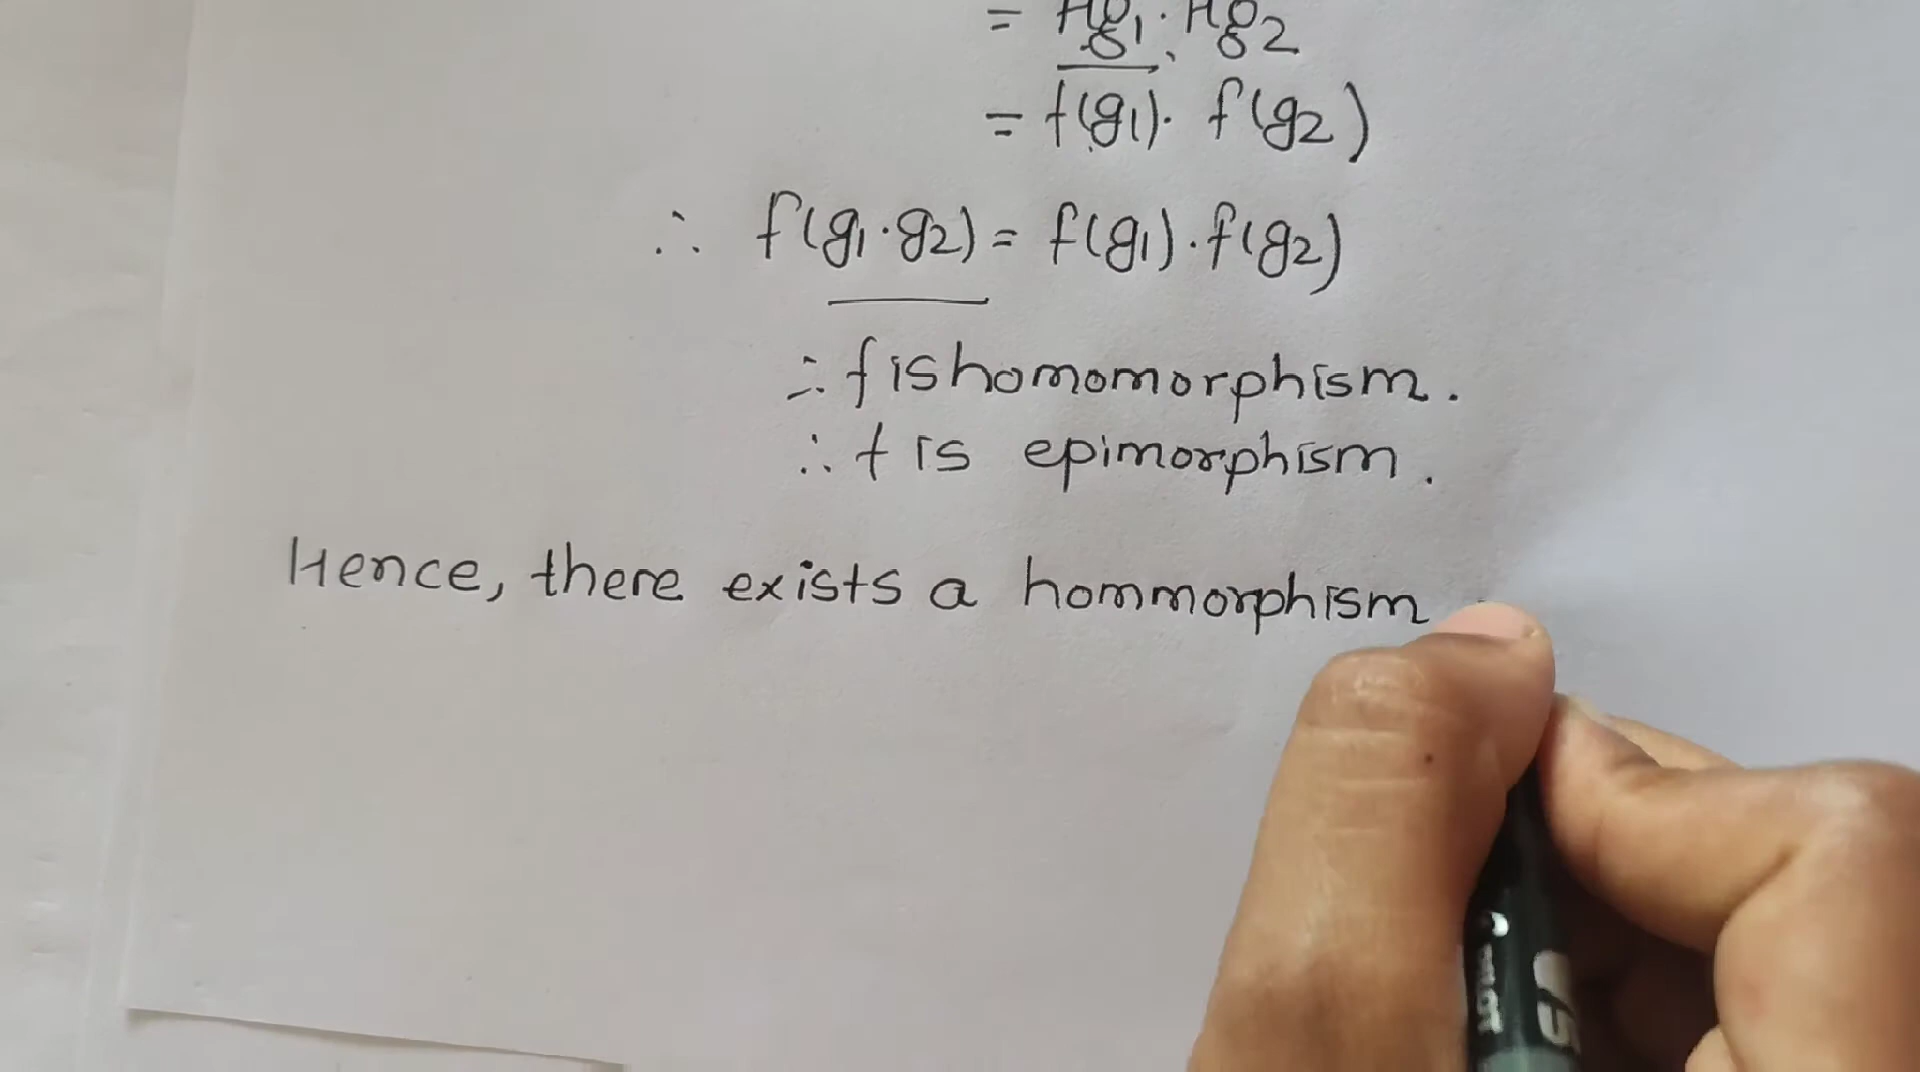 = Hg1 . Hg2
= f(g1). f(g2)
∴ f(g1.g2) = f(g1).f(g2)
∴ f is homomorphism.
∴ f is epimorphism.
Hence, there exists a hommorphism